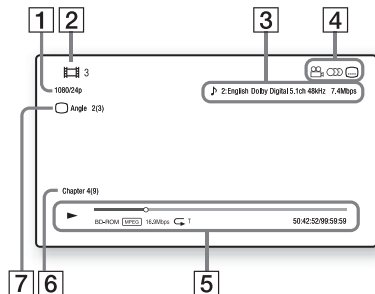 1 2 3 4
3
1080/24p
2:English Dolby Digital 5.1ch 48kHz 7.4Mbps
Angle 2(3)
Chapter 4(9)
BD-ROM MPEG 16.9Mbps T 50:42:52/99:59:59
7 6 5